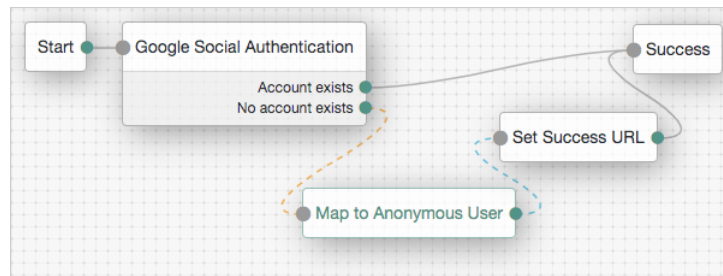 Start
Google Social Authentication
Account exists
No account exists
Success
Set Success URL
Map to Anonymous User